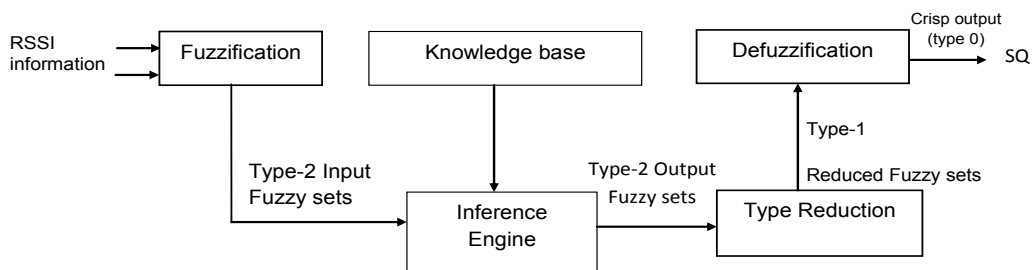 RSSI
information
Fuzzification
Knowledge base
Defuzzification
Crisp output
(type 0)
SQ
Type-2 Input
Fuzzy sets
Inference
Engine
Type-2 Output
Fuzzy sets
Type Reduction
Type-1
Reduced Fuzzy sets